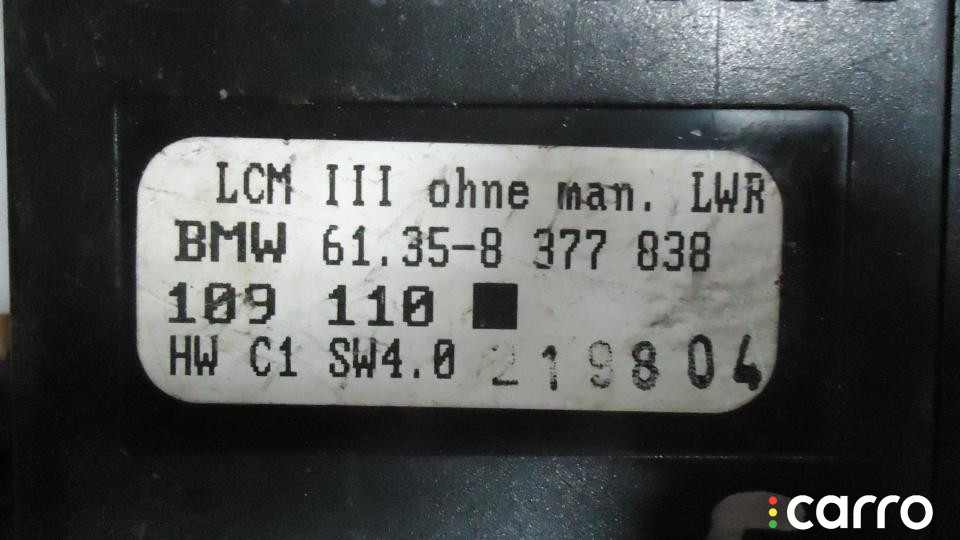 LCM III ohne man. LWR
BMW 61.35-8 377 838
109 110
HW C1 SW4.0 219804
carro